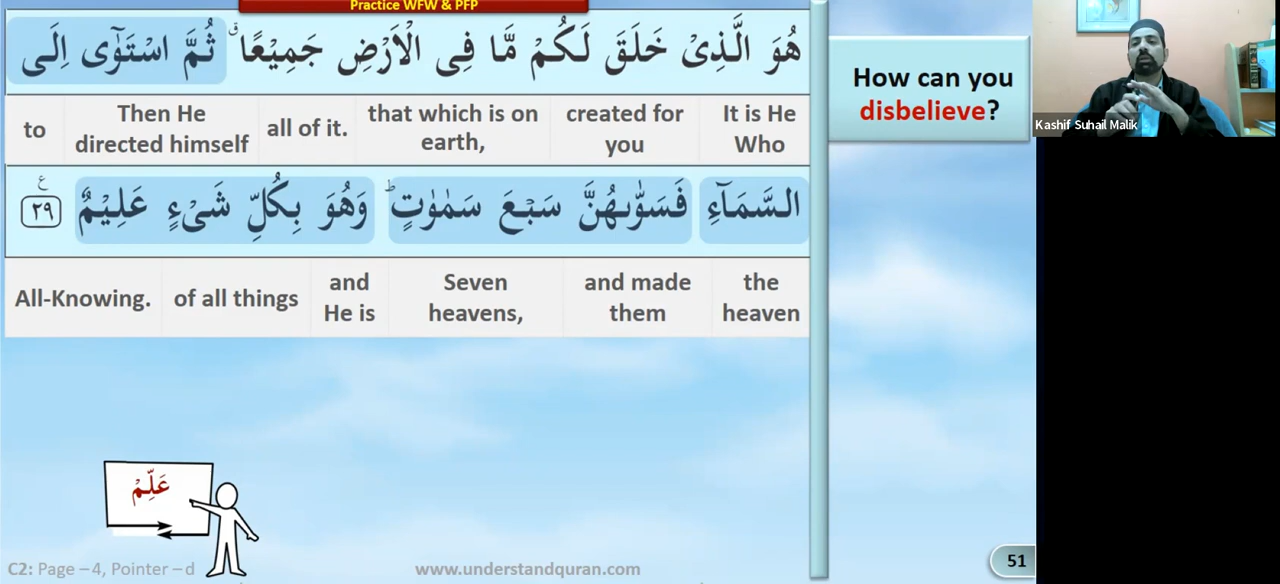 Practice WFW & PFP
هُوَ الَّذِىْ خَلَقَ لَكُمْ مَّا فِى الْاَرْضِ جَمِيْعًا ۗ ثُمَّ اسْتَوٰٓى اِلَى
It is He Who
created for you
that which is on earth,
all of it.
Then He directed himself
to
السَّمَآءِ فَسَوّٰىهُنَّ سَبْعَ سَمٰوٰتٍ ؕ وَهُوَ بِكُلِّ شَىْءٍ عَلِيْمٌ ۲۹ ع
the heaven
and made them
Seven heavens,
and He is
of all things
All-Knowing.
How can you
disbelieve?
Kashif Suhail Malik
عَلِّمْ
C2: Page – 4, Pointer – d
www.understandquran.com
51